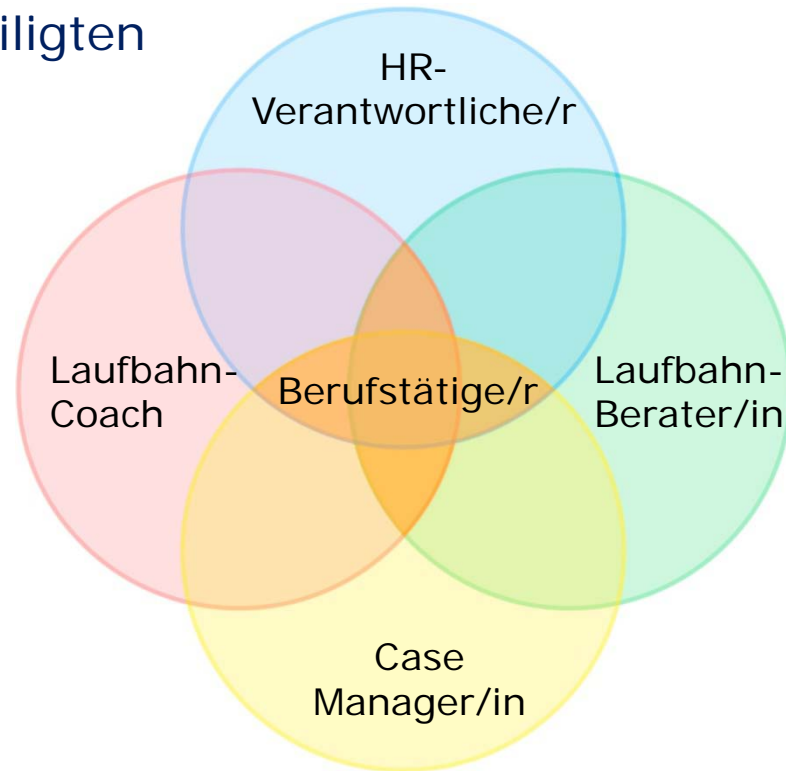 iligten
HR-
Verantwortliche/r
Laufbahn-
Coach
Berufstätige/r
Laufbahn-
Berater/in
Case
Manager/in